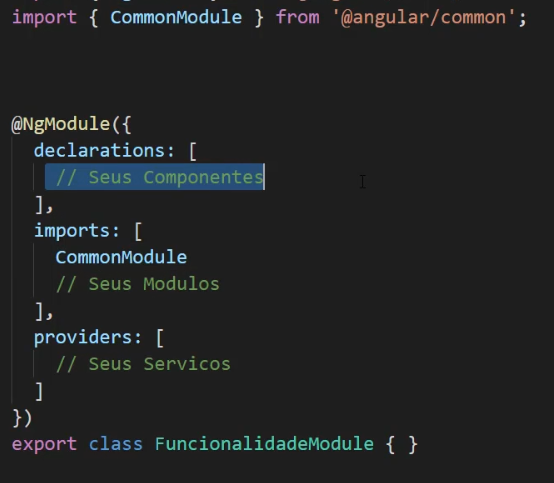 import { CommonModule } from '@angular/common';
@NgModule({
declarations: [
// Seus Componentes
],
imports: [
CommonModule
// Seus Modulos
],
providers: [
// Seus Servicos
]
})
export class FuncionalidadeModule { }